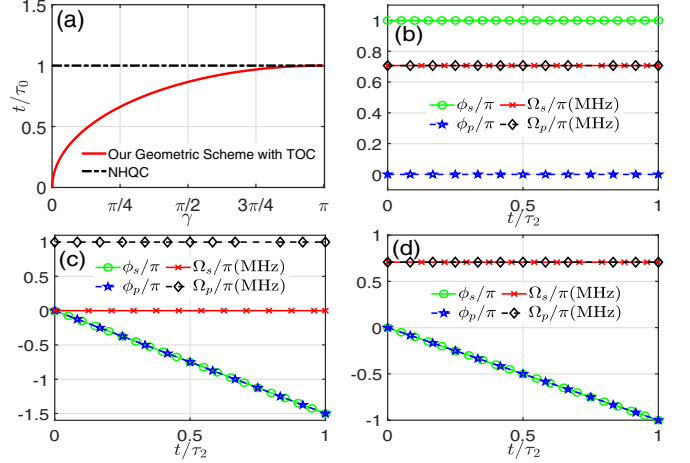 (a)
1.5
1
0.5
0
t/τ₀
Our Geometric Scheme with TOC
NHQC
0 π/4 π/2 3π/4 π
γ
(b)
1
0.8
0.6
0.4
0.2
0
ϕₛ/π Ωₛ/π(MHz)
ϕₚ/π Ωₚ/π(MHz)
0 0.5 1
t/τ₂
(c)
1
0.5
0
-0.5
-1
-1.5
ϕₛ/π Ωₛ/π(MHz)
ϕₚ/π Ωₚ/π(MHz)
0 0.5 1
t/τ₂
(d)
0.5
0
-0.5
-1
ϕₛ/π Ωₛ/π(MHz)
ϕₚ/π Ωₚ/π(MHz)
0 0.5 1
t/τ₂